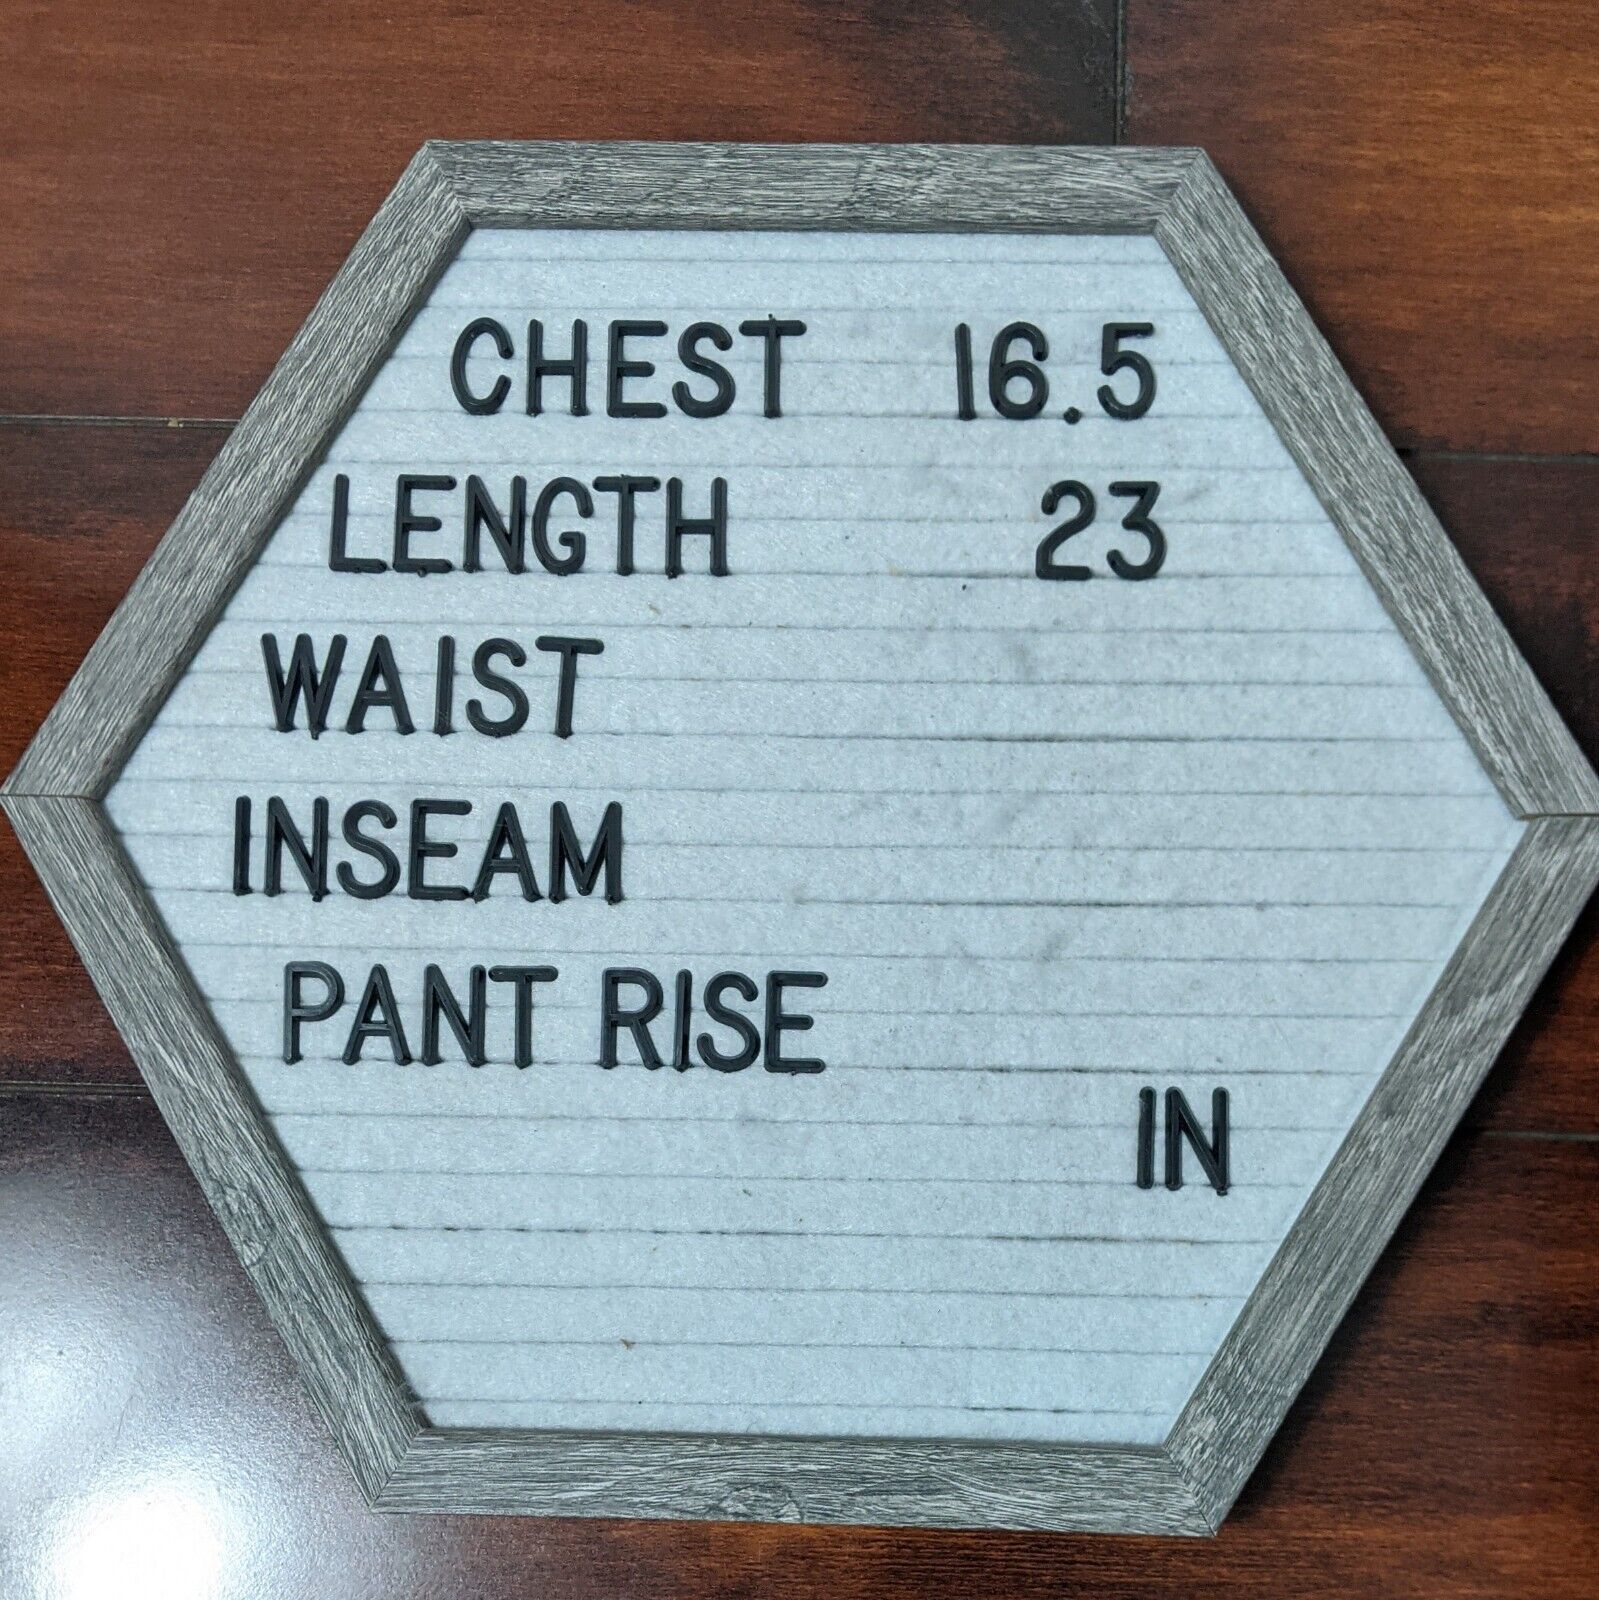 CHEST 16.5
LENGTH 23
WAIST
INSEAM
PANT RISE
IN